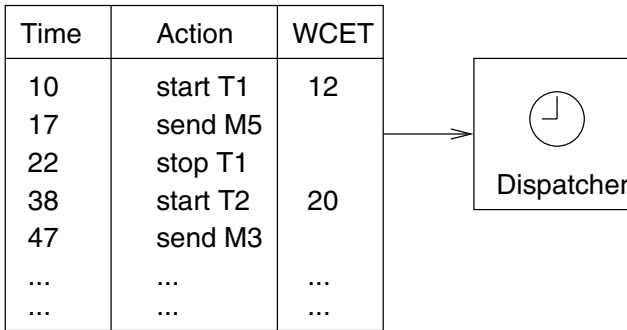 Time Action WCET
10 start T1 12
17 send M5
22 stop T1
38 start T2 20
47 send M3
... ... ...
... ... ...
Dispatcher